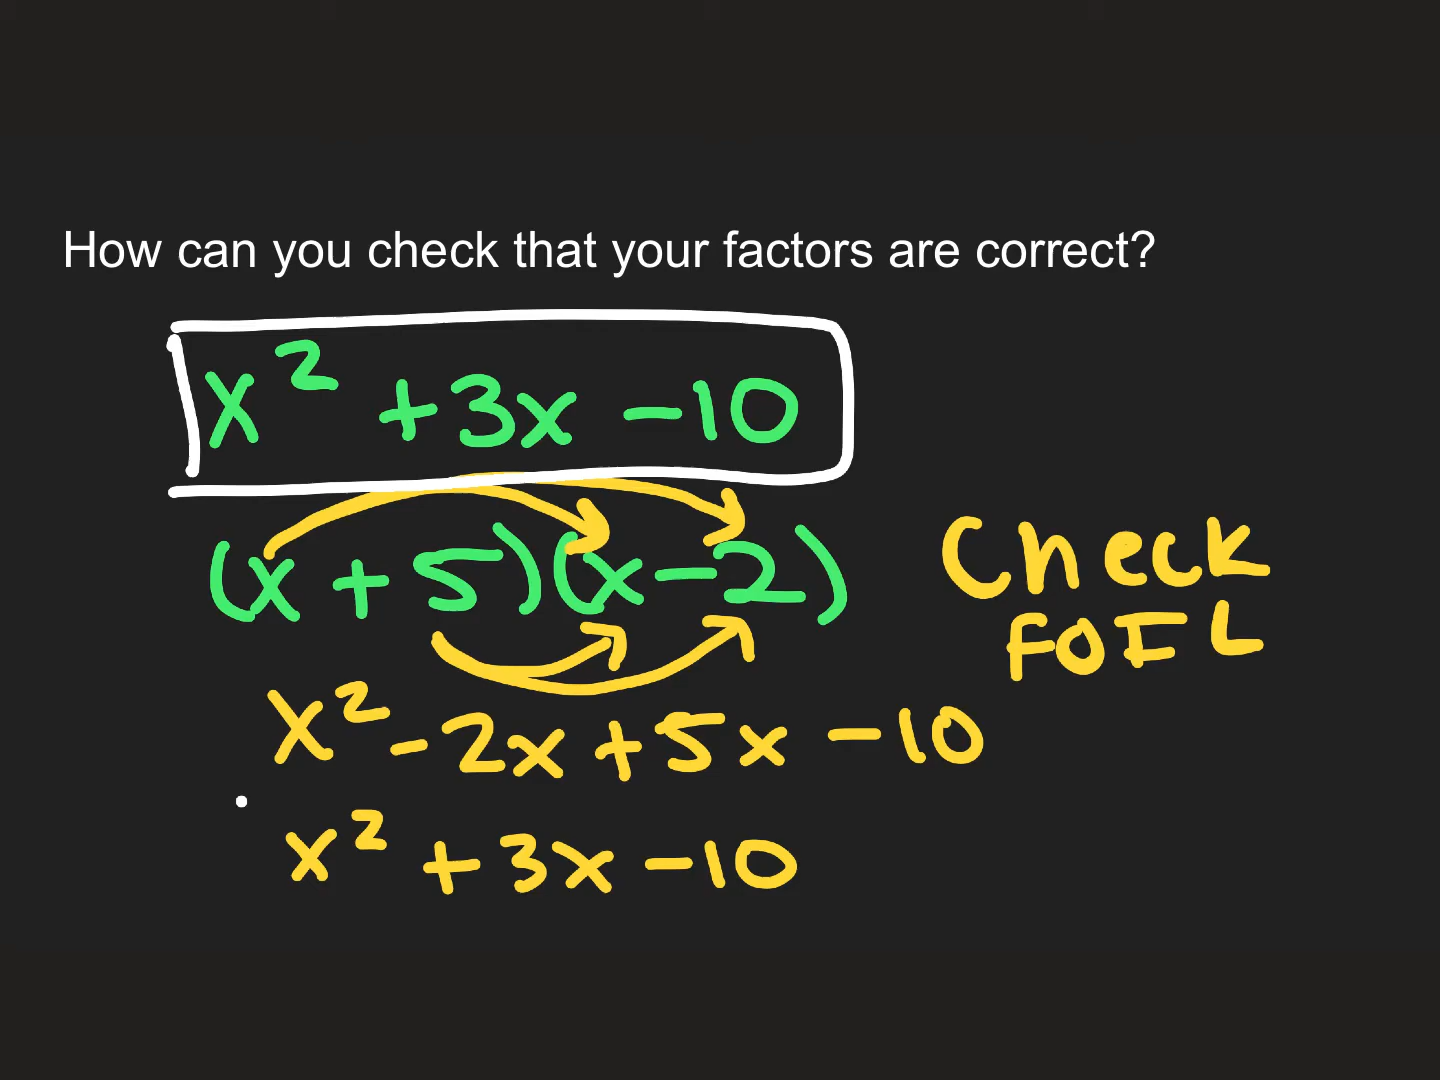 How can you check that your factors are correct?
x² +3x -10
(x + 5)(x - 2)
Check
FOIL
x² - 2x + 5x - 10
x² + 3x - 10